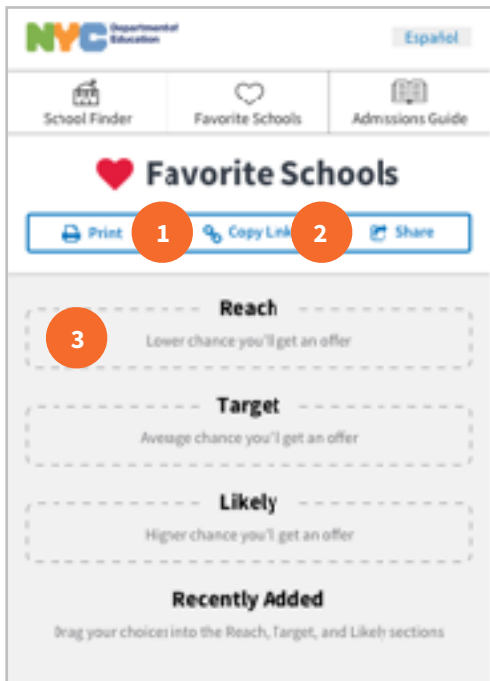 NYC Department of
Education
Español
School Finder
Favorite Schools
Admissions Guide
Favorite Schools
Print
1
Copy Link
2
Share
Reach
3
Lower chance you'll get an offer
Target
Average chance you'll get an offer
Likely
Higher chance you'll get an offer
Recently Added
Drag your choices into the Reach, Target, and Likely sections